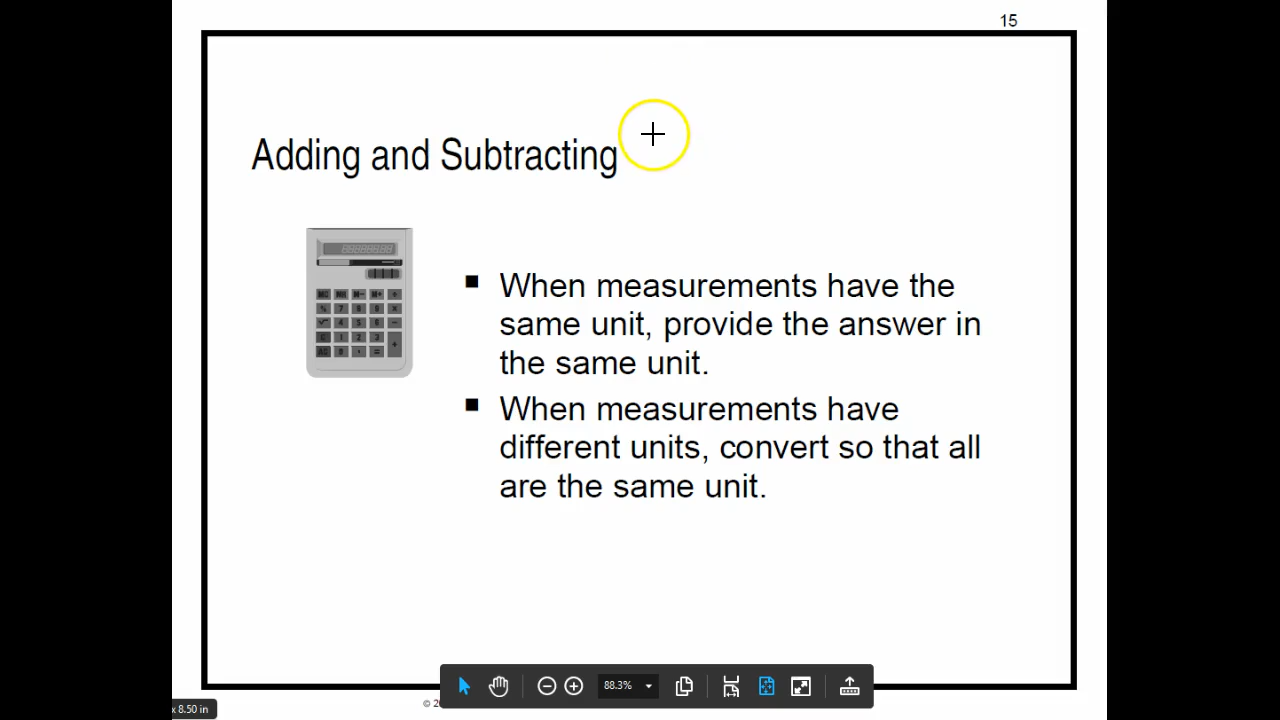 15
Adding and Subtracting
■ When measurements have the
same unit, provide the answer in
the same unit.
■ When measurements have
different units, convert so that all
are the same unit.
88.3%
x 8.50 in
©